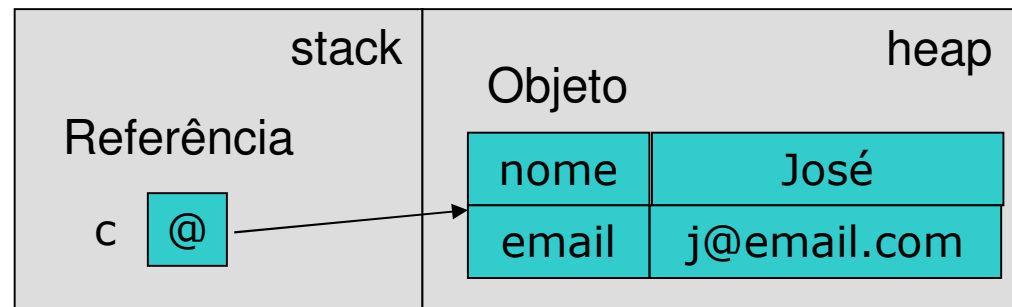 stack
Referência
c @
heap
Objeto
nome José
email j@email.com